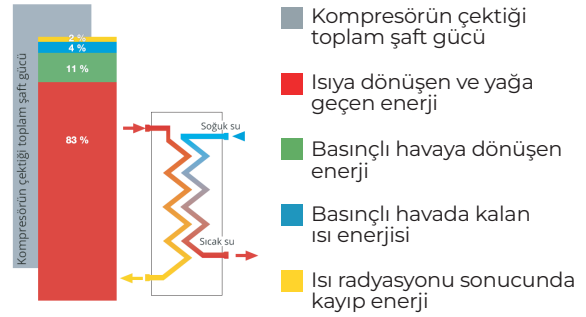 Kompresörün çektiği toplam şaft gücü
2 %
4 %
11 %
83 %
Soğuk su
Sıcak su
Kompresörün çektiği
toplam şaft gücü
Isıya dönüşen ve yağa
geçen enerji
Basınçlı havaya dönüşen
enerji
Basınçlı havada kalan
ısı enerjisi
Isı radyasyonu sonucunda
kayıp enerji